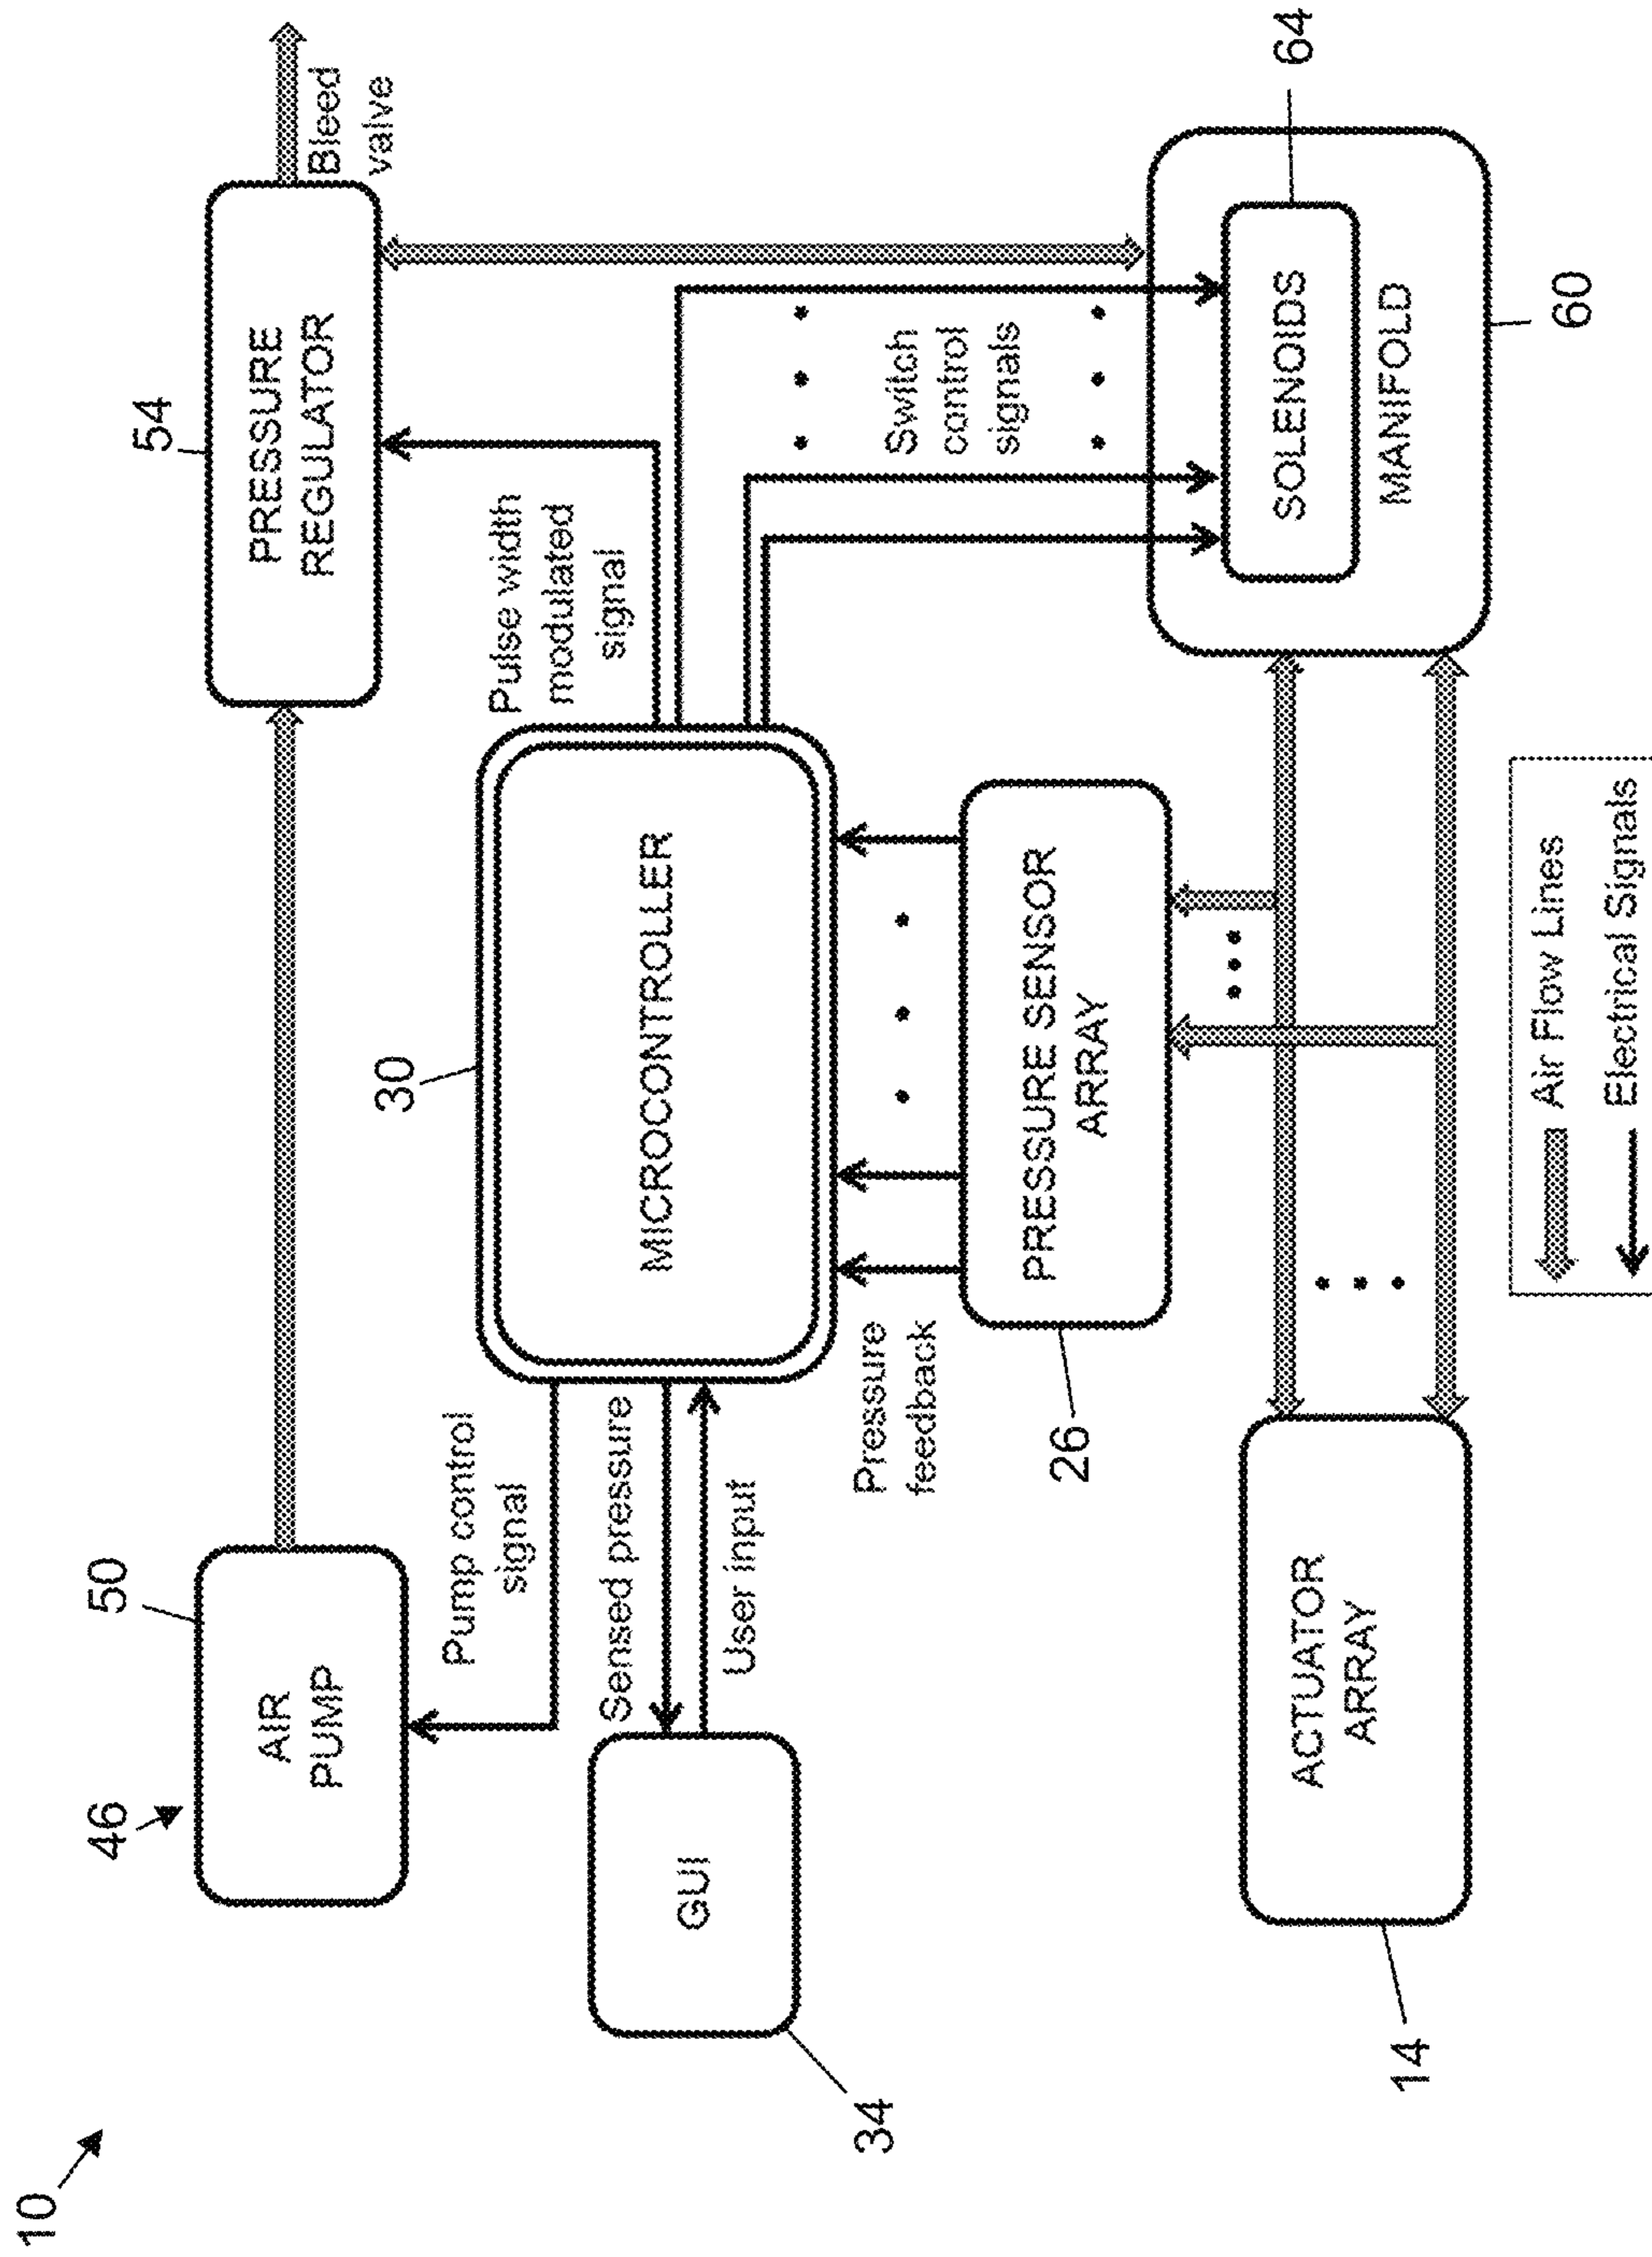 10
46
50
AIR
PUMP
54
PRESSURE
REGULATOR
Bleed
valve
Pump control
signal
30
MICROCONTROLLER
Pulse width
modulated
signal
Sensed pressure
User input
GUI
34
Pressure
feedback
Switch
control
signals
PRESSURE SENSOR
ARRAY
26
SOLENOIDS
MANIFOLD
64
60
ACTUATOR
ARRAY
14
Air Flow Lines
Electrical Signals